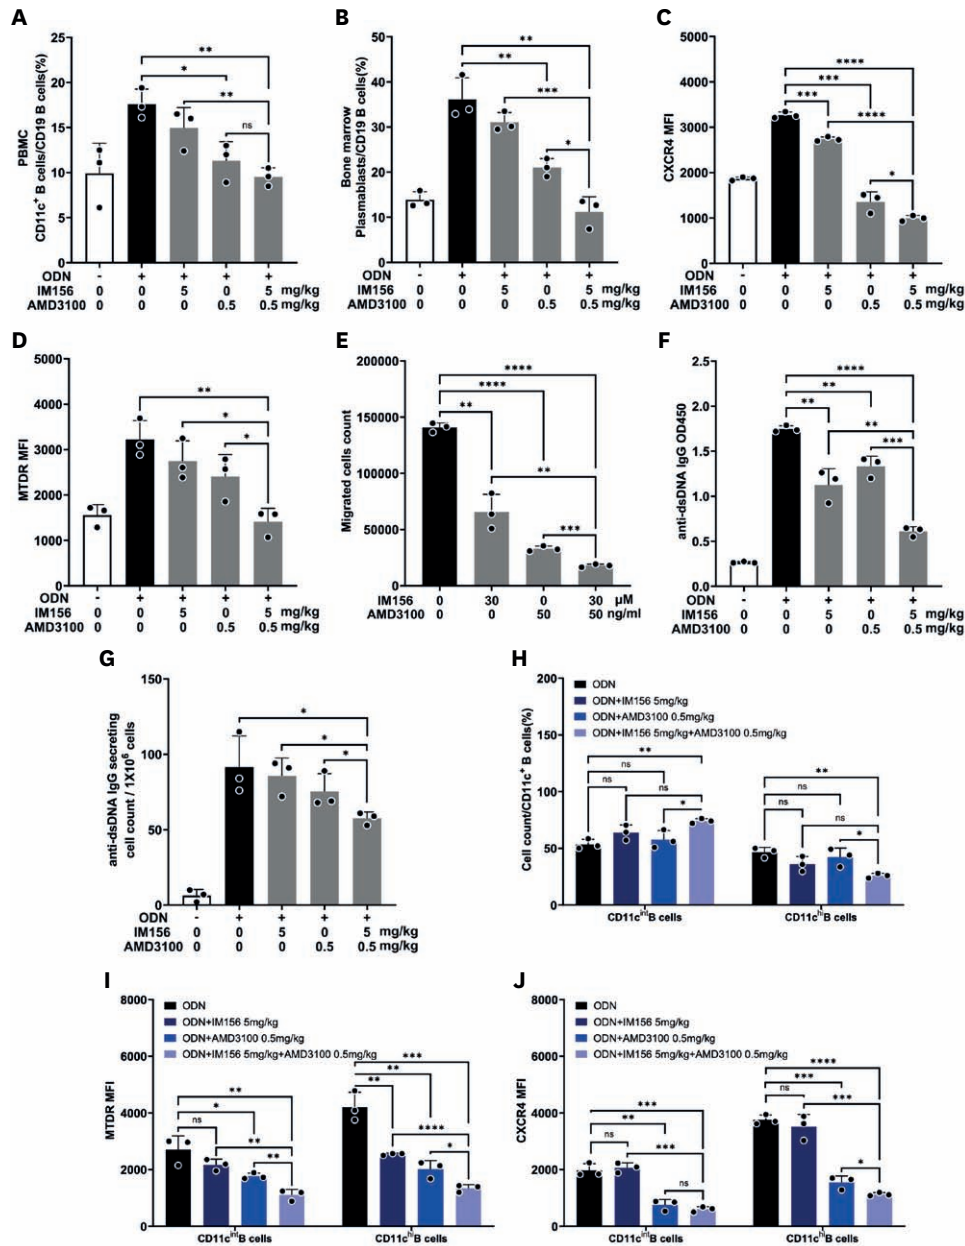 A
PBMC
CD11c⁺ B cells/CD19 B cells(%)
25
20
15
10
5
0
**
*
**
ns
ODN - + + + +
IM156 0 0 5 0 5 mg/kg
AMD3100 0 0 0 0.5 0.5 mg/kg
B
Bone marrow
Plasmablasts/CD19 B cells(%)
50
40
30
20
10
0
**
**
***
*
ODN - + + + +
IM156 0 0 5 0 5 mg/kg
AMD3100 0 0 0 0.5 0.5 mg/kg
C
CXCR4 MFI
5000
4000
3000
2000
1000
0
****
***
***
****
*
ODN - + + + +
IM156 0 0 5 0 5 mg/kg
AMD3100 0 0 0 0.5 0.5 mg/kg
D
MTDR MFI
5000
4000
3000
2000
1000
0
**
*
*
ODN - + + + +
IM156 0 0 5 0 5 mg/kg
AMD3100 0 0 0 0.5 0.5 mg/kg
E
Migrated cells count
200000
150000
100000
50000
0
****
****
**
**
***
IM156 0 30 0 30 μM
AMD3100 0 0 50 50 ng/ml
F
anti-dsDNA IgG OD450
2.5
2.0
1.5
1.0
0.5
0.0
****
**
**
**
***
ODN - + + + +
IM156 0 0 5 0 5 mg/kg
AMD3100 0 0 0 0.5 0.5 mg/kg
G
anti-dsDNA IgG secreting
cell count / 1X10⁶ cells
150
100
50
0
*
*
*
ODN - + + + +
IM156 0 0 5 0 5 mg/kg
AMD3100 0 0 0 0.5 0.5 mg/kg
H
Cell count/CD11c⁺ B cells(%)
200
150
100
50
0
ODN
ODN+IM156 5mg/kg
ODN+AMD3100 0.5mg/kg
ODN+IM156 5mg/kg+AMD3100 0.5mg/kg
**
ns
ns
ns
*
**
ns
ns
ns
*
CD11cⁱⁿᵗB cells
CD11cʰⁱB cells
I
MTDR MFI
8000
6000
4000
2000
0
ODN
ODN+IM156 5mg/kg
ODN+AMD3100 0.5mg/kg
ODN+IM156 5mg/kg+AMD3100 0.5mg/kg
**
*
ns
**
**
***
**
**
****
*
CD11cⁱⁿᵗB cells
CD11cʰⁱB cells
J
CXCR4 MFI
8000
6000
4000
2000
0
ODN
ODN+IM156 5mg/kg
ODN+AMD3100 0.5mg/kg
ODN+IM156 5mg/kg+AMD3100 0.5mg/kg
***
**
ns
***
ns
****
***
ns
***
*
CD11cⁱⁿᵗB cells
CD11cʰⁱB cells